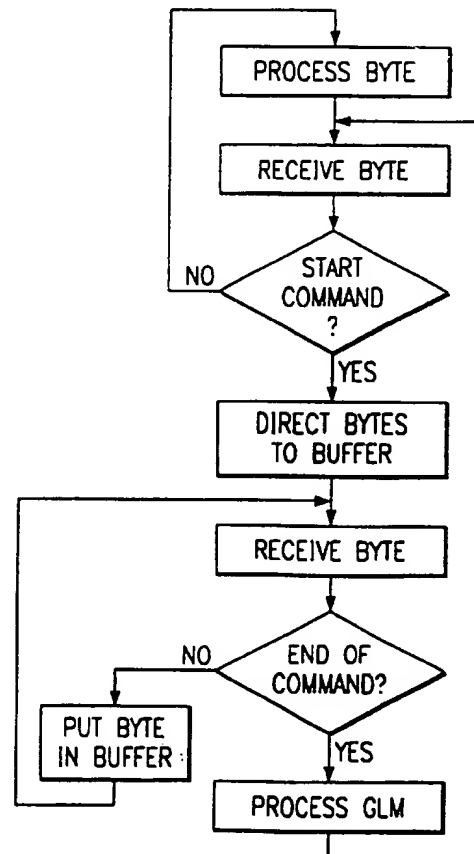 PROCESS BYTE
RECEIVE BYTE
START
COMMAND
?
NO
YES
DIRECT BYTES
TO BUFFER
RECEIVE BYTE
END OF
COMMAND?
NO
PUT BYTE
IN BUFFER
YES
PROCESS GLM